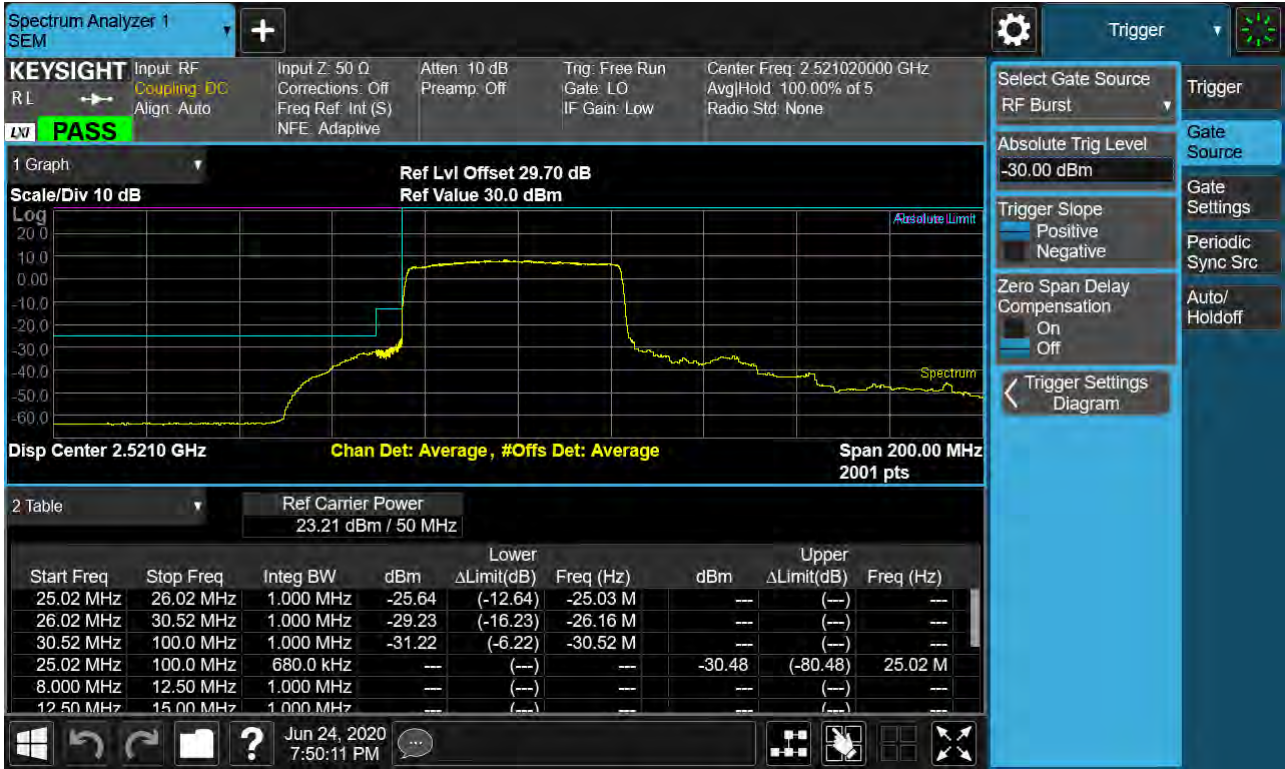 Spectrum Analyzer 1
SEM
Trigger
KEYSIGHT
R L
LXI
PASS
Input: RF
Coupling: DC
Align: Auto
Input Z: 50 Ω
Corrections: Off
Freq Ref: Int (S)
NFE: Adaptive
Atten: 10 dB
Preamp: Off
Trig: Free Run
Gate: LO
IF Gain: Low
Center Freq: 2.521020000 GHz
Avg|Hold: 100.00% of 5
Radio Std: None
1 Graph
Scale/Div 10 dB
Ref Lvl Offset 29.70 dB
Ref Value 30.0 dBm
Log
20.0
10.0
0.00
-10.0
-20.0
-30.0
-40.0
-50.0
-60.0
Limit
Spectrum
Disp Center 2.5210 GHz
Chan Det: Average, #Offs Det: Average
Span 200.00 MHz
2001 pts
2 Table
Ref Carrier Power
23.21 dBm / 50 MHz
Lower Upper
Start Freq Stop Freq Integ BW dBm ΔLimit(dB) Freq (Hz) dBm ΔLimit(dB) Freq (Hz)
25.02 MHz 26.02 MHz 1.000 MHz -25.64 (-12.64) -25.03 M --- (---) ---
26.02 MHz 30.52 MHz 1.000 MHz -29.23 (-16.23) -26.16 M --- (---) ---
30.52 MHz 100.0 MHz 1.000 MHz -31.22 (-6.22) -30.52 M --- (---) ---
25.02 MHz 100.0 MHz 680.0 kHz --- (---) --- -30.48 (-80.48) 25.02 M
8.000 MHz 12.50 MHz 1.000 MHz --- (---) --- --- (---) ---
12.50 MHz 15.00 MHz 1.000 MHz --- (---) --- --- (---) ---
Jun 24, 2020
7:50:11 PM
Select Gate Source
RF Burst
Absolute Trig Level
-30.00 dBm
Trigger Slope
Positive
Negative
Zero Span Delay
Compensation
On
Off
Trigger Settings
Diagram
Trigger
Gate
Source
Gate
Settings
Periodic
Sync Src
Auto/
Holdoff